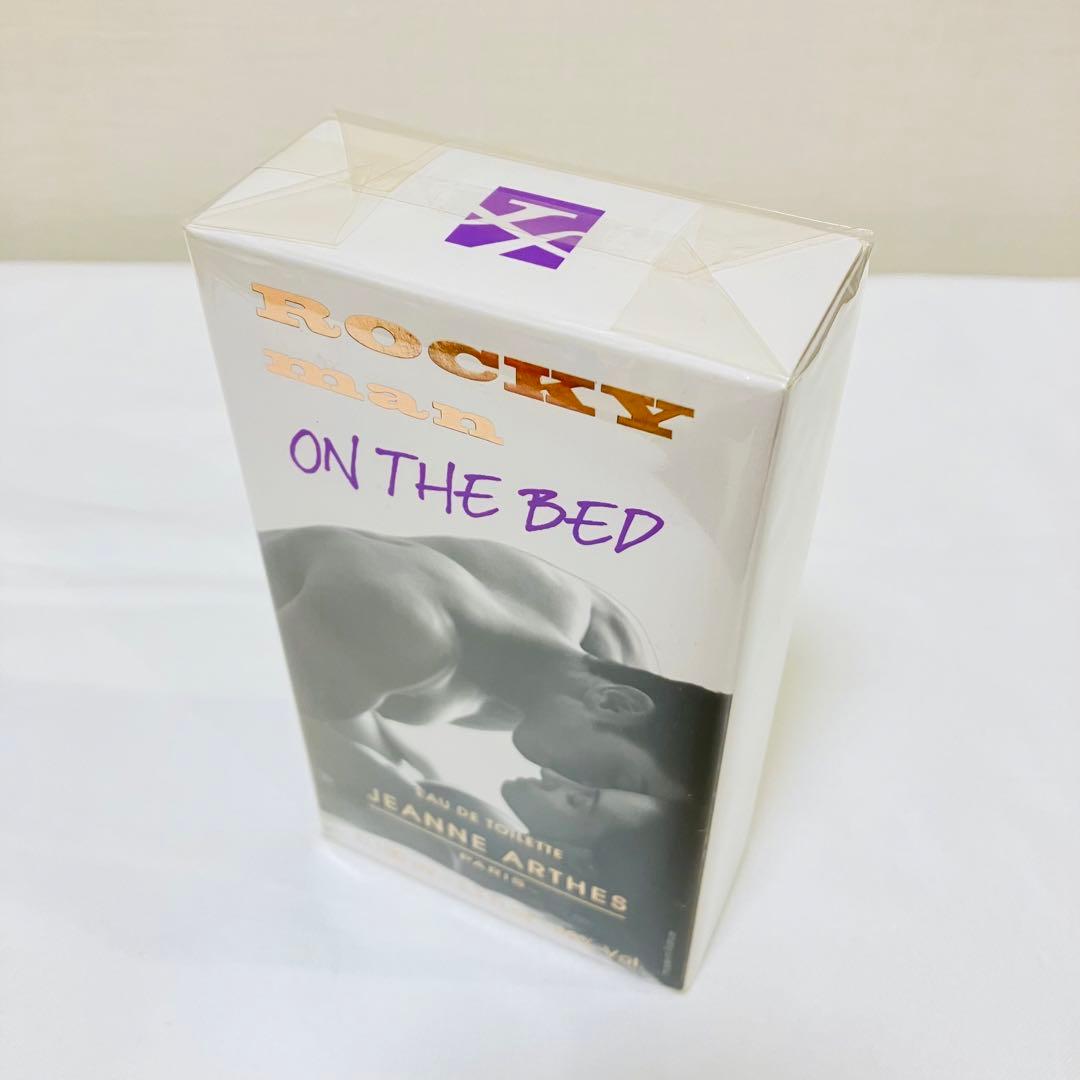 ROCKY
man
ON THE BED
EAU DE TOILETTE
JEANNE ARTHES
PARIS